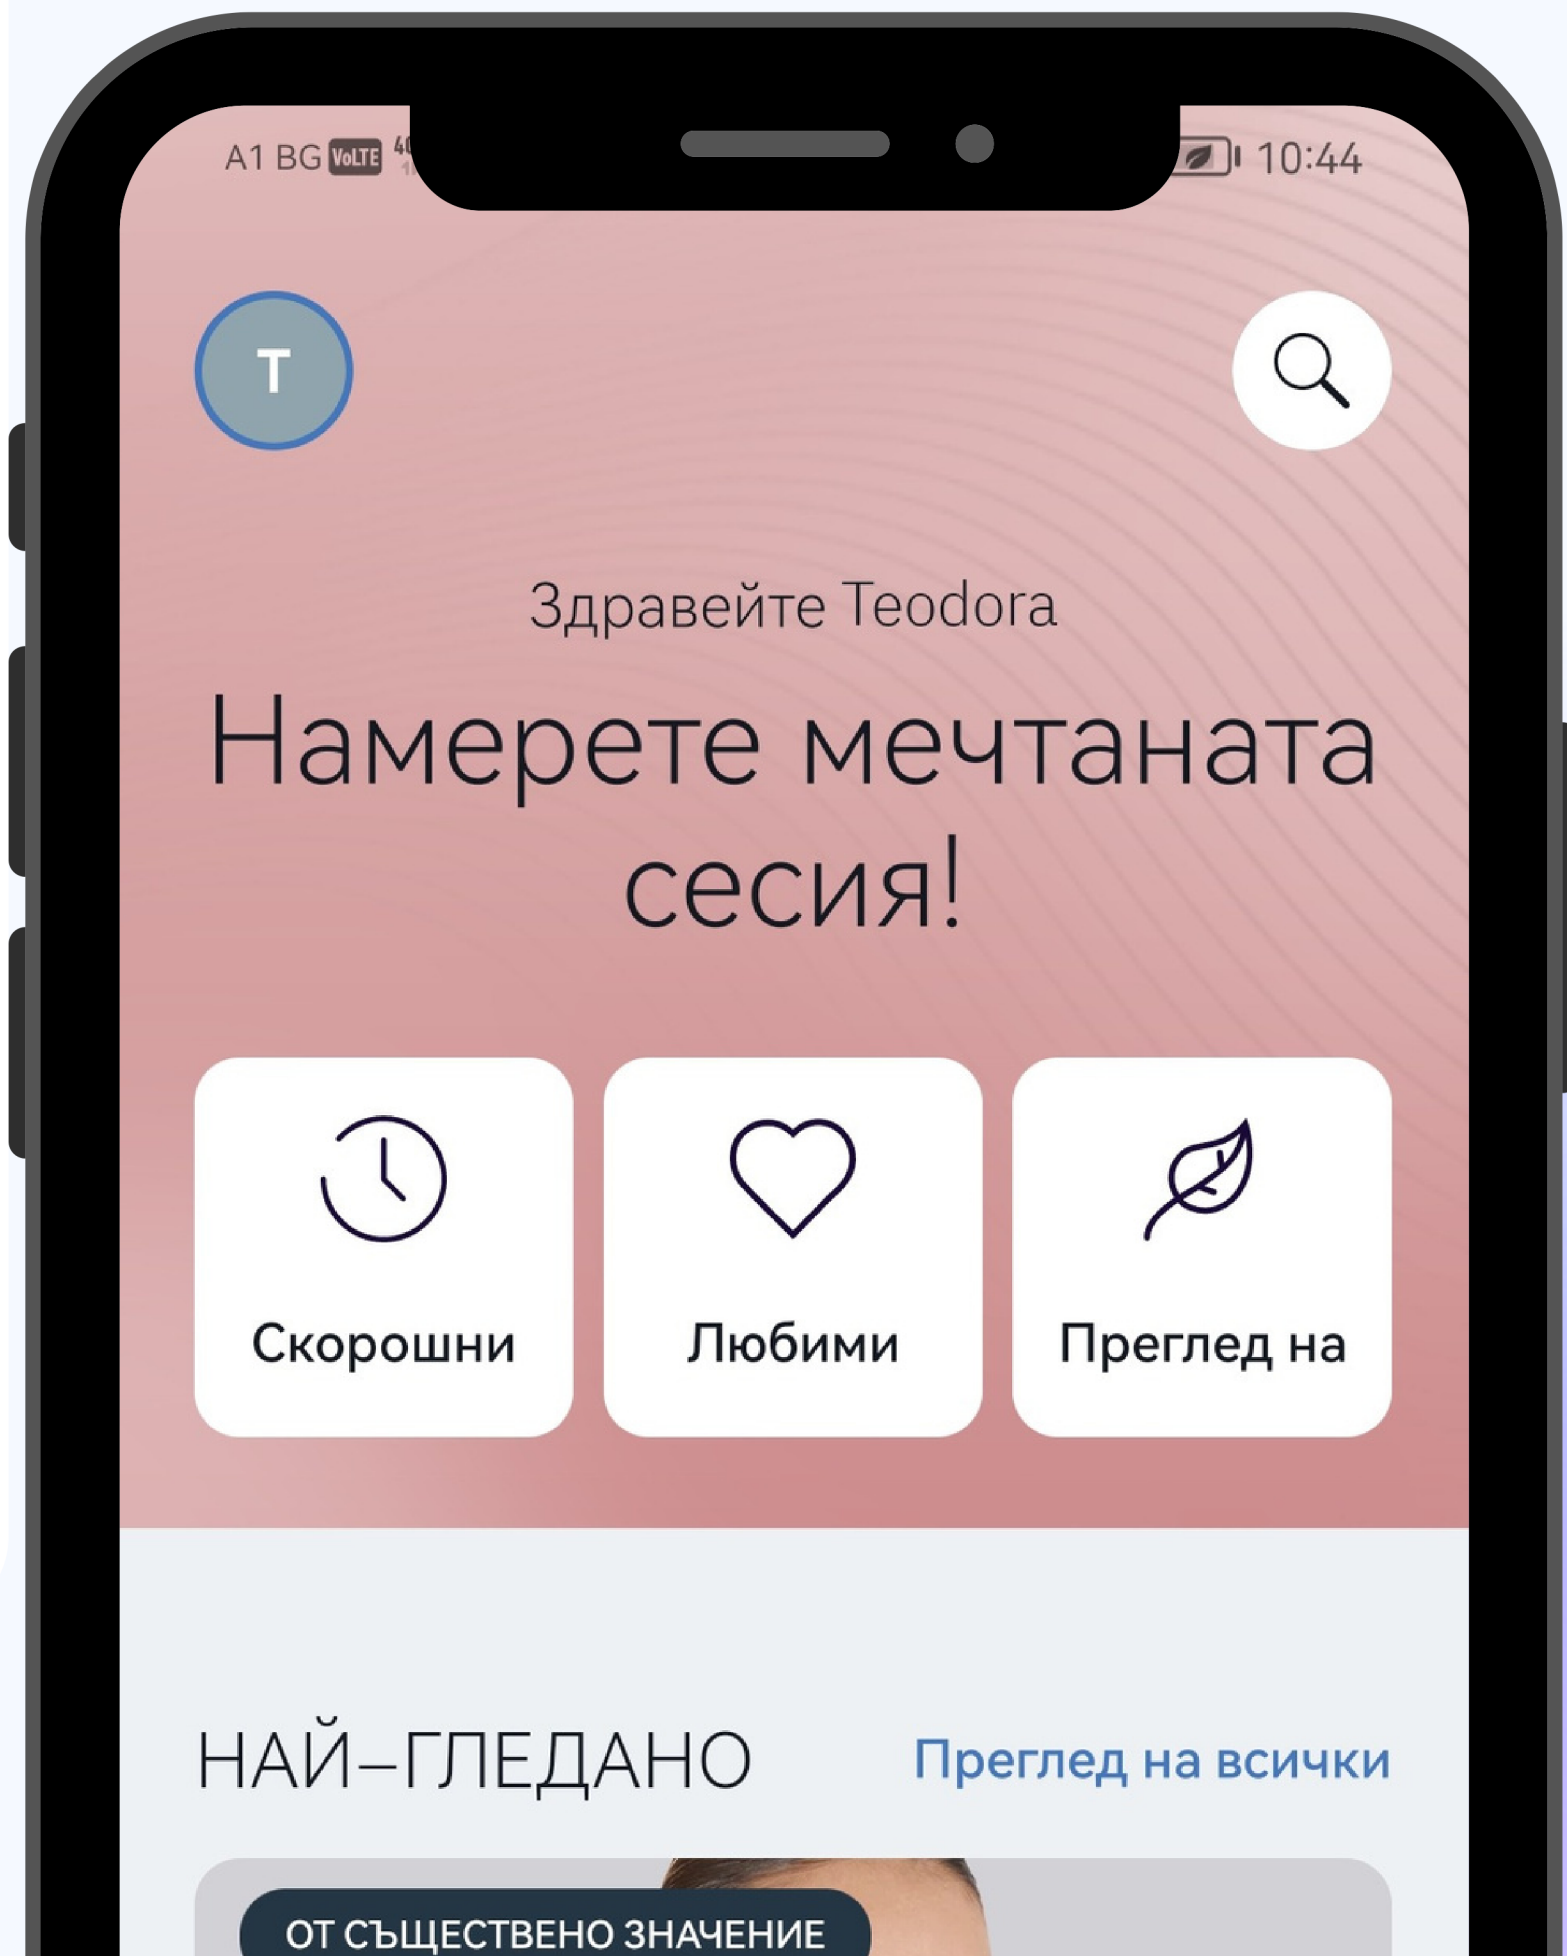 A1 BG VoLTE 10:44
T
Здравейте Teodora
Намерете мечтаната
сесия!
Скорошни Любими Преглед на
НАЙ–ГЛЕДАНО Преглед на всички
ОТ СЪЩЕСТВЕНО ЗНАЧЕНИЕ